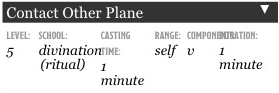 Contact Other Plane ▼
LEVEL: SCHOOL: CASTING RANGE: COMPONENTS: DURATION:
5 divination TIME: self v 1
(ritual) 1 minute
minute